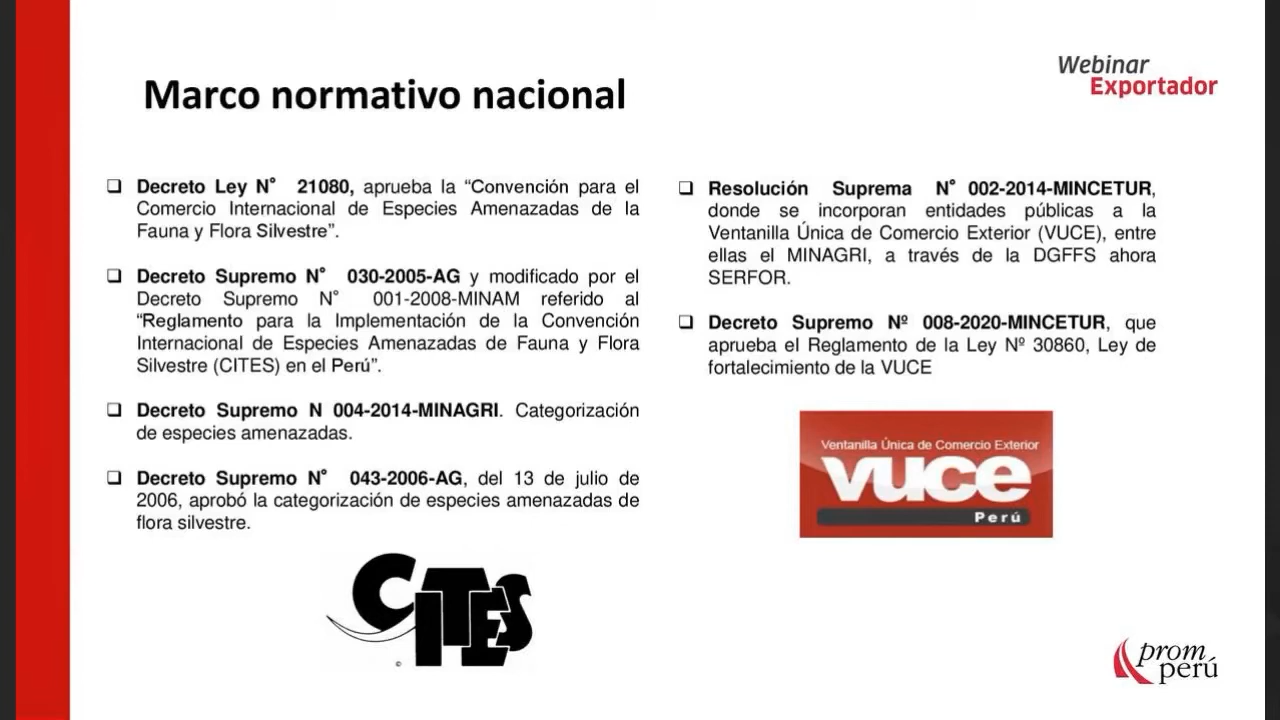 Marco normativo nacional
Webinar
Exportador
❑ Decreto Ley N° 21080, aprueba la “Convención para el
Comercio Internacional de Especies Amenazadas de la
Fauna y Flora Silvestre”.
❑ Decreto Supremo N° 030-2005-AG y modificado por el
Decreto Supremo N° 001-2008-MINAM referido al
“Reglamento para la Implementación de la Convención
Internacional de Especies Amenazadas de Fauna y Flora
Silvestre (CITES) en el Perú”.
❑ Decreto Supremo N 004-2014-MINAGRI. Categorización
de especies amenazadas.
❑ Decreto Supremo N° 043-2006-AG, del 13 de julio de
2006, aprobó la categorización de especies amenazadas de
flora silvestre.
CITES
©
❑ Resolución Suprema N° 002-2014-MINCETUR,
donde se incorporan entidades públicas a la
Ventanilla Única de Comercio Exterior (VUCE), entre
ellas el MINAGRI, a través de la DGFFS ahora
SERFOR.
❑ Decreto Supremo Nº 008-2020-MINCETUR, que
aprueba el Reglamento de la Ley Nº 30860, Ley de
fortalecimiento de la VUCE
Ventanilla Única de Comercio Exterior
vuce
Perú
prom
perú